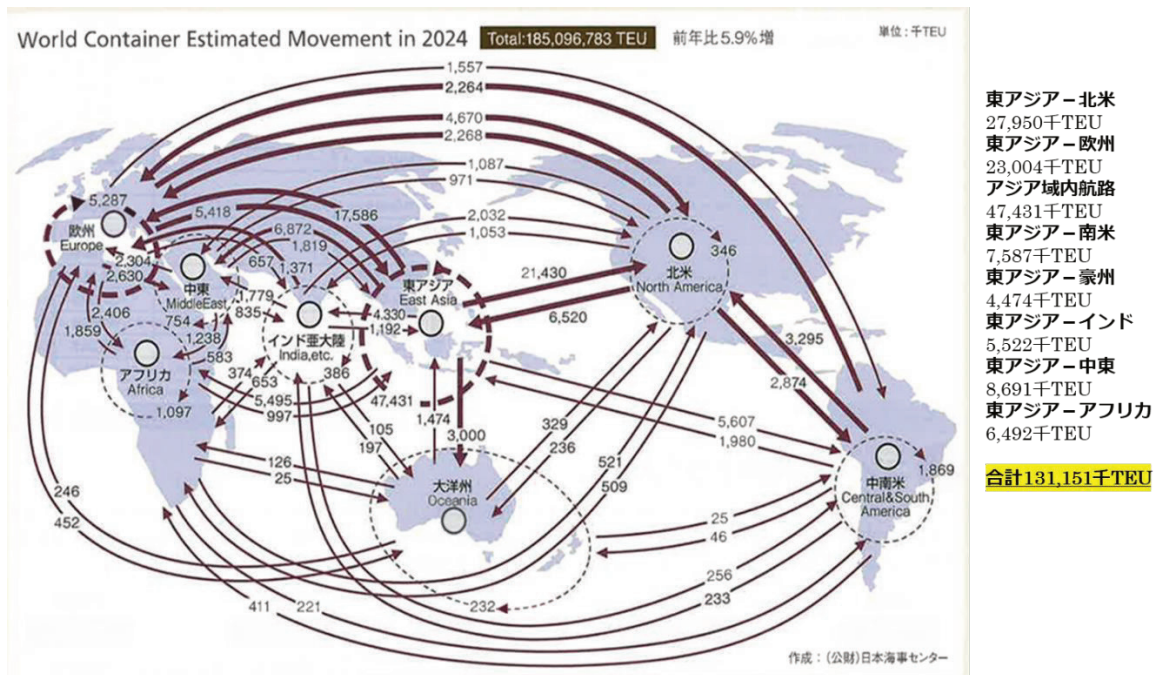 World Container Estimated Movement in 2024 Total:185,096,783 TEU 前年比5.9%増
単位:千TEU
1,557
2,264
4,670
2,268
1,087
971
5,287
5,418
17,586
2,032
1,053
欧州
Europe
6,872
1,819
346
2,304
2,630
657
1,371
中東
MiddleEast
東アジア
East Asia
21,430
6,520
北米
North America
2,406
1,859
1,779
835
754
1,238
583
4,330
1,192
インド亜大陸
India,etc.
3,295
2,874
アフリカ
Africa
374
653
386
1,097
5,495
997
47,431
1,474
3,000
105
197
329
236
5,607
1,980
126
25
大洋州
Oceania
521
509
1,869
中南米
Central&South
America
246
452
25
46
256
233
411
221
232
作成:(公財)日本海事センター
東アジア－北米
27,950千TEU
東アジア－欧州
23,004千TEU
アジア域内航路
47,431千TEU
東アジア－南米
7,587千TEU
東アジア－豪州
4,474千TEU
東アジア－インド
5,522千TEU
東アジア－中東
8,691千TEU
東アジア－アフリカ
6,492千TEU
合計131,151千TEU